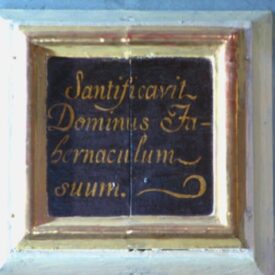 Santificavit
Dominus Ta-
bernaculum
suum.